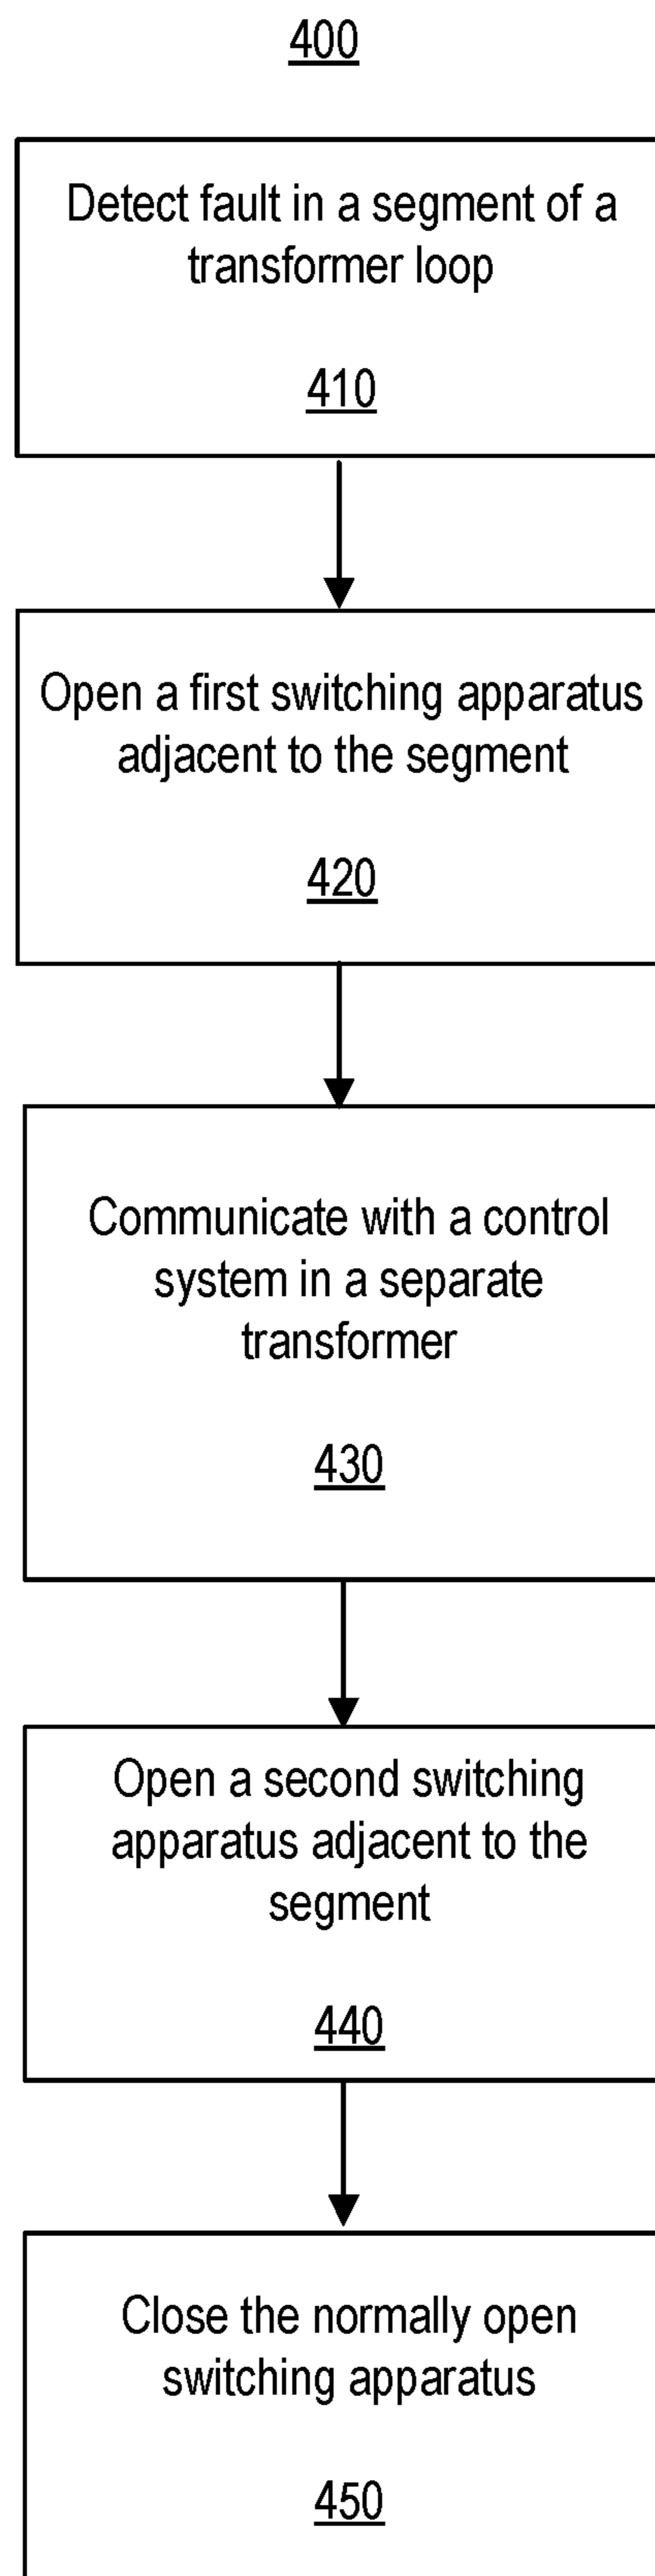 400
Detect fault in a segment of a
transformer loop
410
Open a first switching apparatus
adjacent to the segment
420
Communicate with a control
system in a separate
transformer
430
Open a second switching
apparatus adjacent to the
segment
440
Close the normally open
switching apparatus
450